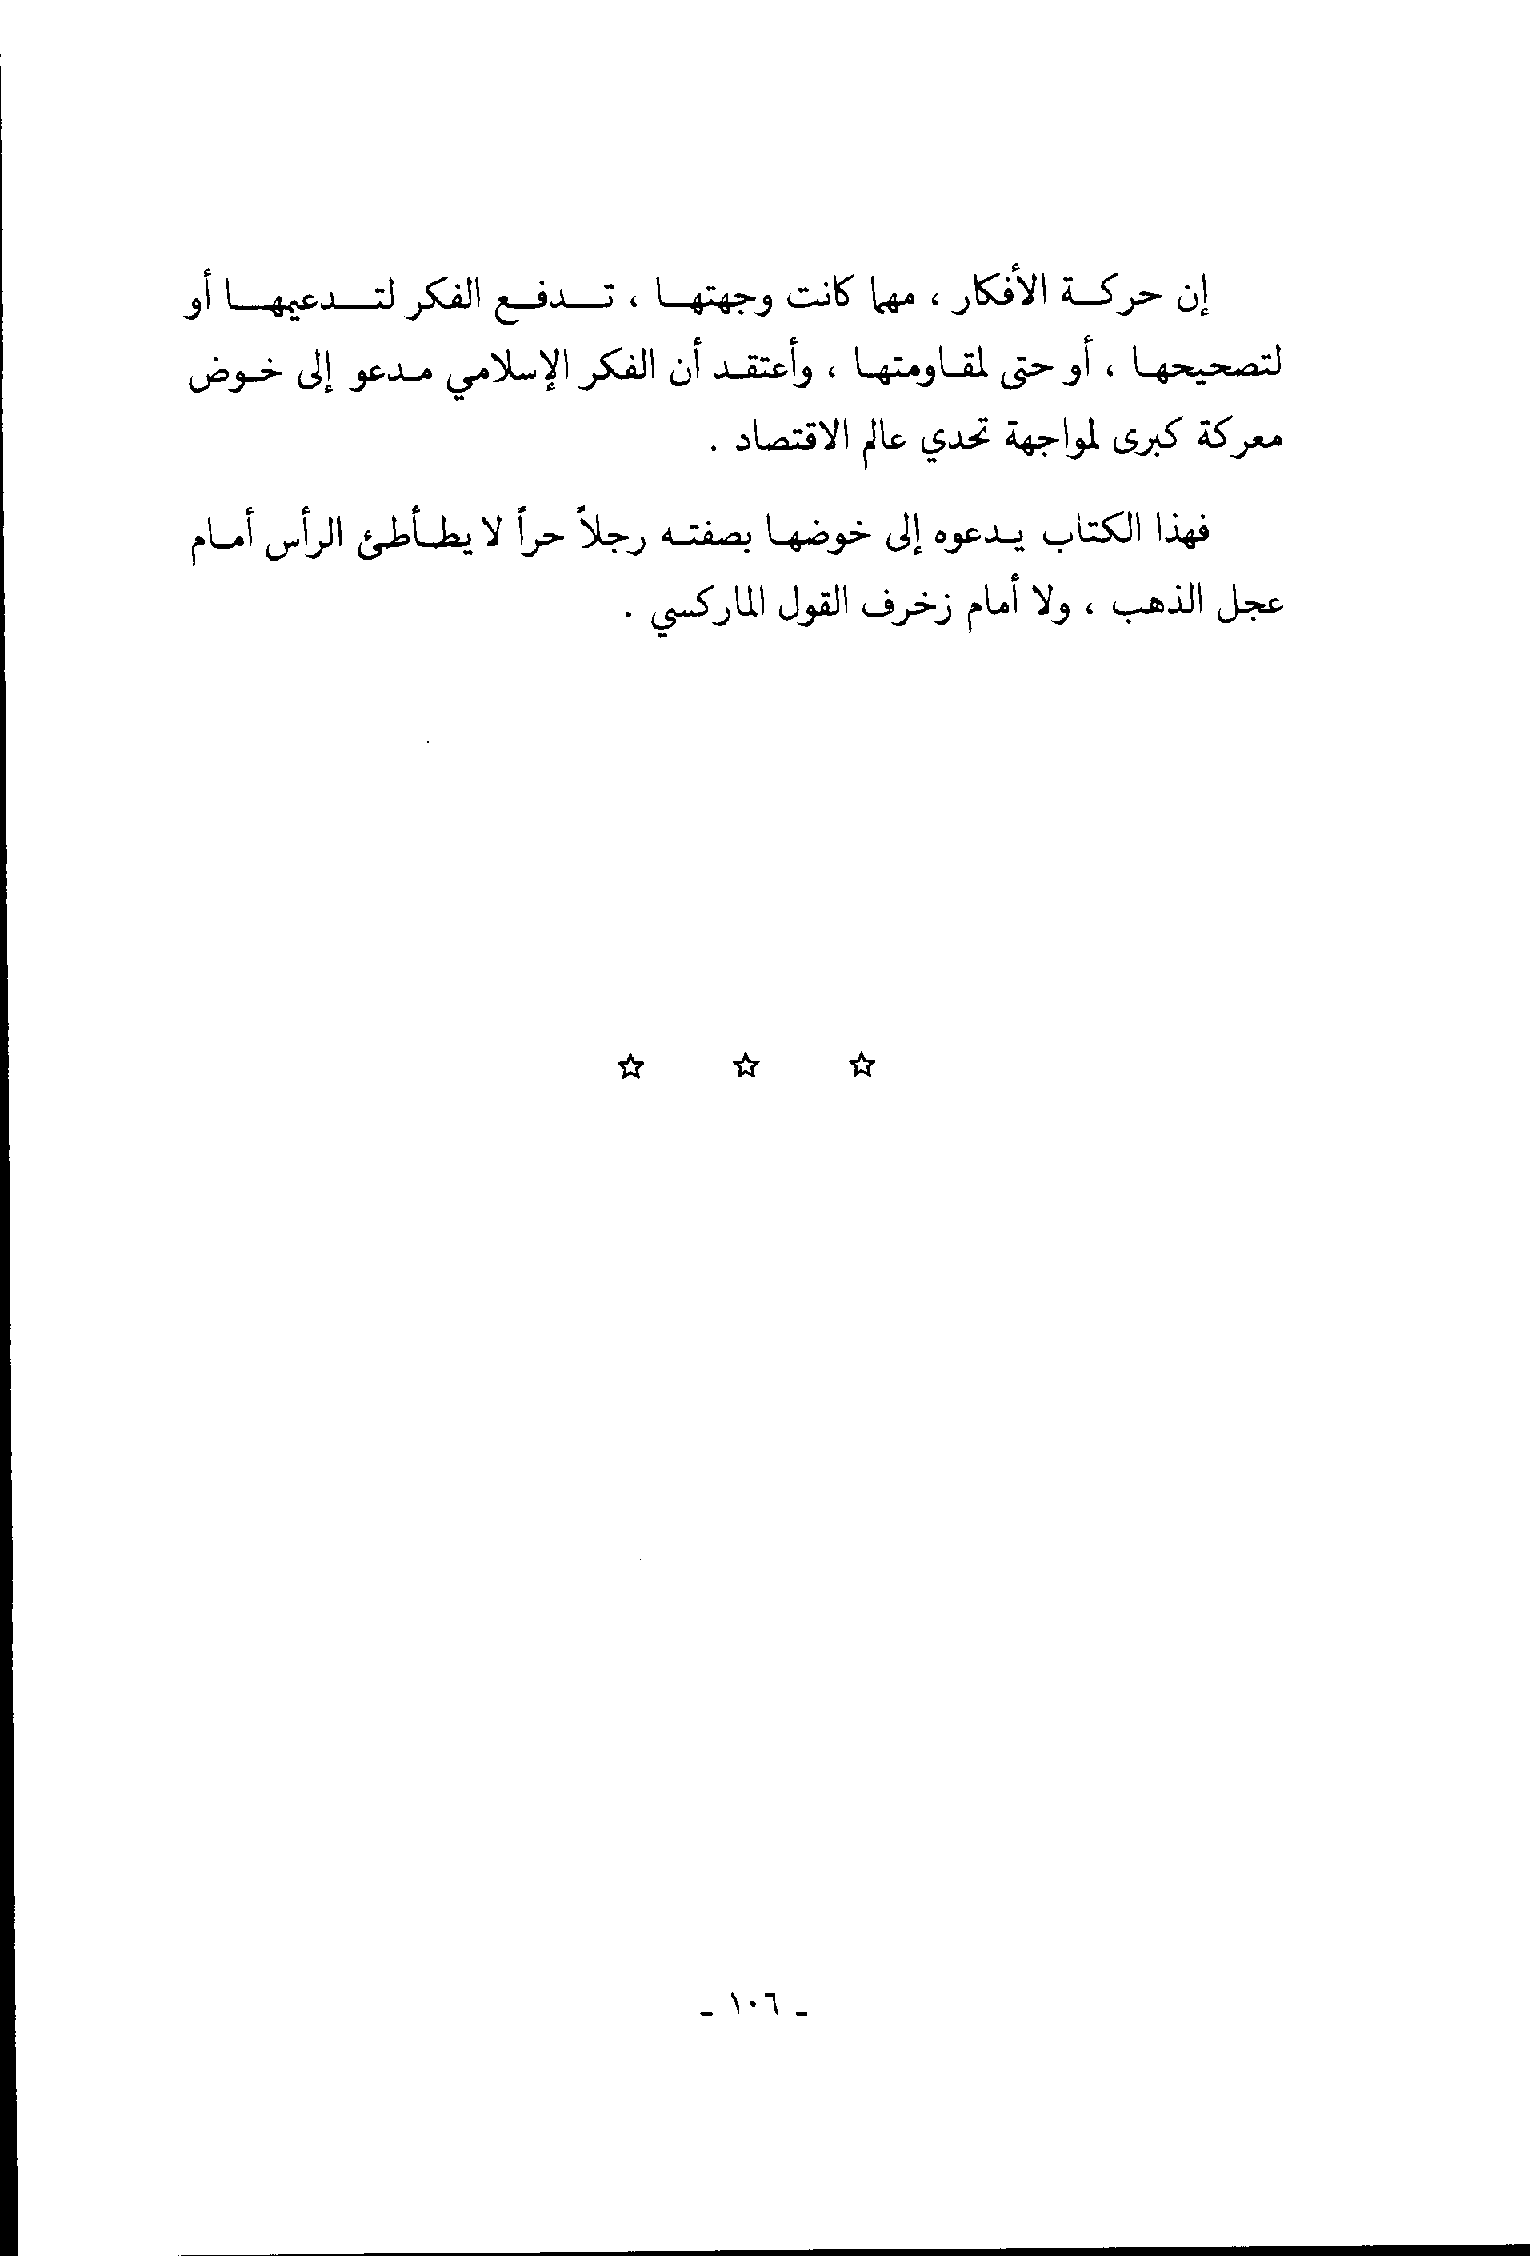 إن حركة الأفكار ، مهما كانت وجهتها ، تدفع الفكر لتدعيمها أو
لتصحيحها ، أو حتى لمقاومتها ، وأعتقد أن الفكر الإسلامي مدعو إلى خوض
معركة كبرى لمواجهة تحدي عالم الاقتصاد .
فهذا الكتاب يدعوه إلى خوضها بصفته رجلاً حراً لا يطأطئ الرأس أمام
عجل الذهب ، ولا أمام زخرف القول الماركسي .
☆ ☆ ☆
- ١٠٦ -